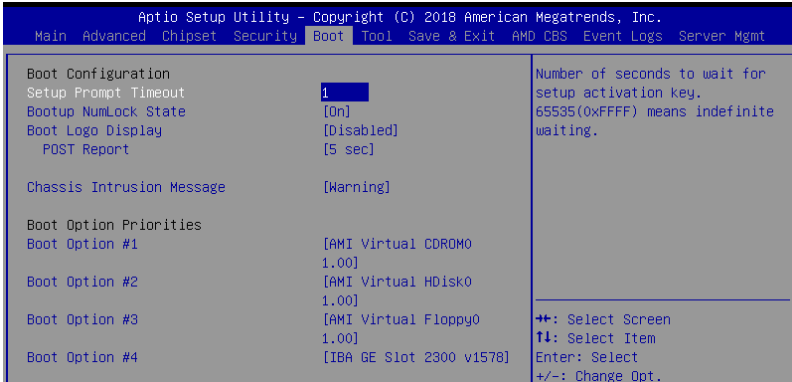 Aptio Setup Utility – Copyright (C) 2018 American Megatrends, Inc.
Main Advanced Chipset Security Boot Tool Save & Exit AMD CBS Event Logs Server Mgmt
Boot Configuration
Setup Prompt Timeout 1
Bootup NumLock State [On]
Boot Logo Display [Disabled]
POST Report [5 sec]
Chassis Intrusion Message [Warning]
Boot Option Priorities
Boot Option #1 [AMI Virtual CDROM0
1.00]
Boot Option #2 [AMI Virtual HDisk0
1.00]
Boot Option #3 [AMI Virtual Floppy0
1.00]
Boot Option #4 [IBA GE Slot 2300 v1578]
Number of seconds to wait for
setup activation key.
65535(0xFFFF) means indefinite
waiting.
→←: Select Screen
↑↓: Select Item
Enter: Select
+/-: Change Opt.